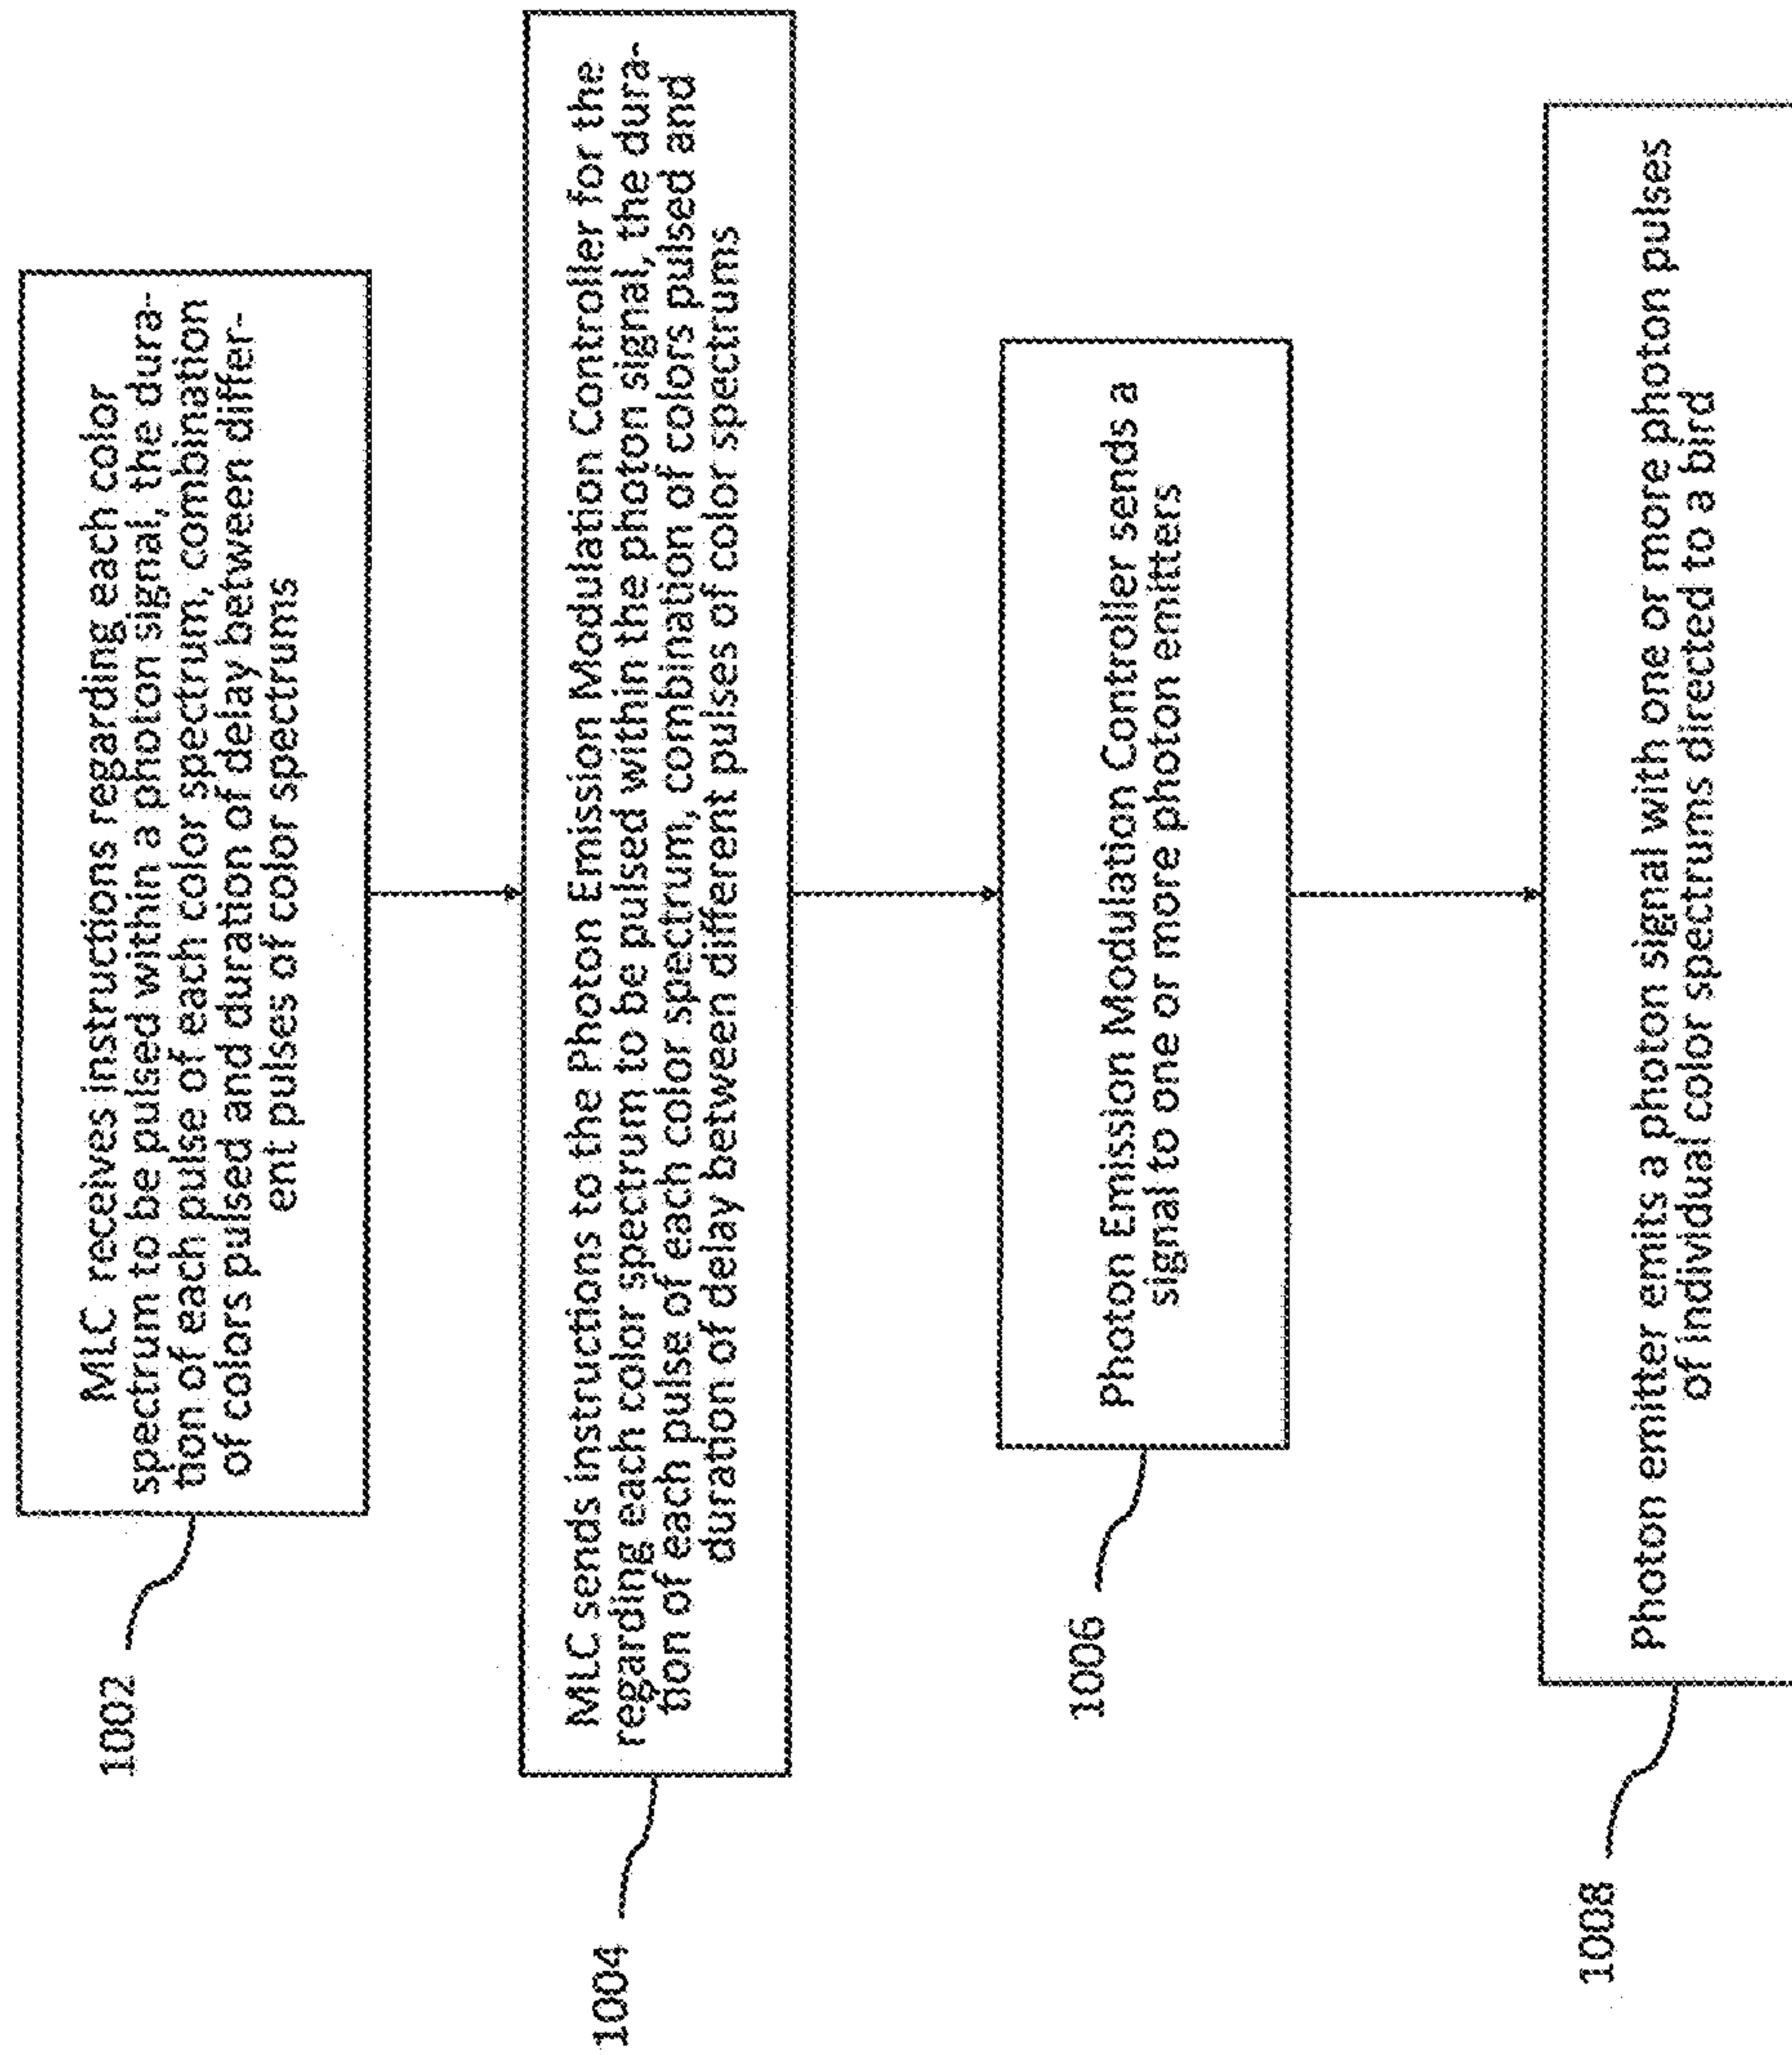 MLC receives instructions regarding each color
spectrum to be pulsed within a photon signal, the dura-
tion of each pulse of each color spectrum, combination
of colors pulsed and duration of delay between differ-
ent pulses of color spectrums
1002
MLC sends instructions to the Photon Emission Modulation Controller for the
regarding each color spectrum to be pulsed within the photon signal, the dura-
tion of each pulse of each color spectrum, combination of colors pulsed and
duration of delay between different pulses of color spectrums
1004
Photon Emission Modulation Controller sends a
signal to one or more photon emitters
1006
Photon emitter emits a photon signal with one or more photon pulses
of individual color spectrums directed to a bird
1008